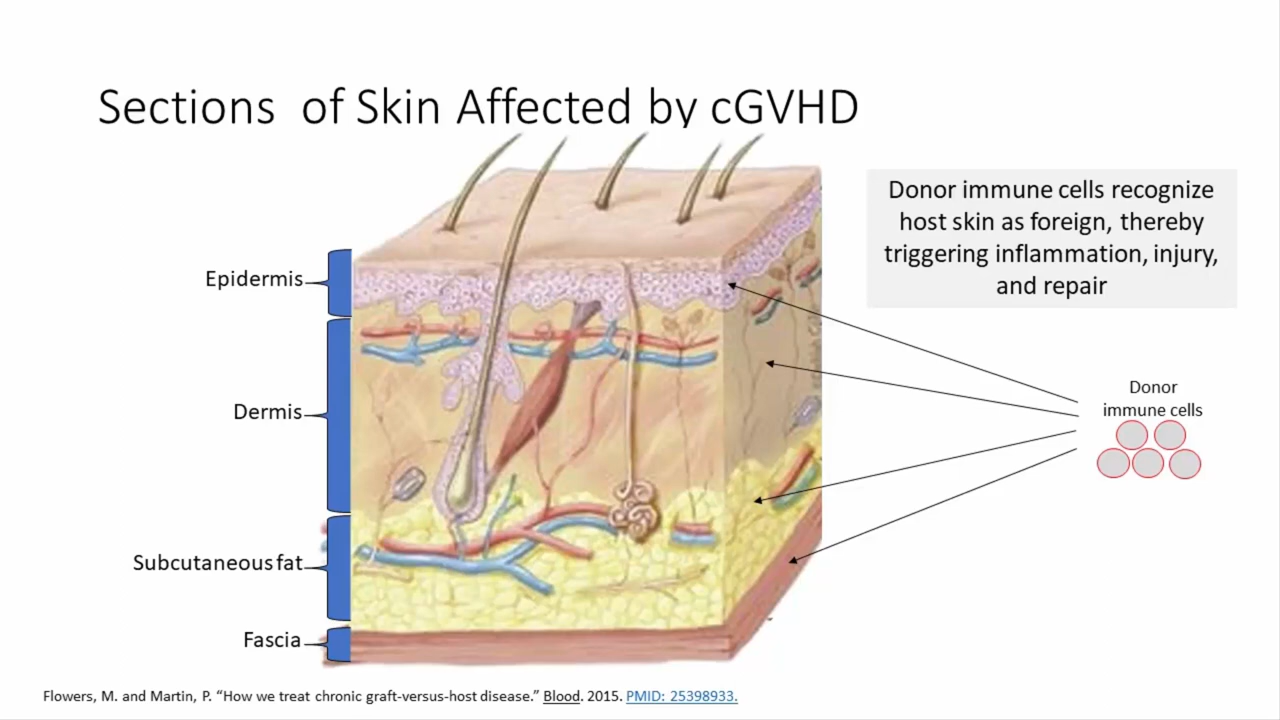 Sections of Skin Affected by cGVHD
Donor immune cells recognize
host skin as foreign, thereby
triggering inflammation, injury,
and repair
Epidermis
Dermis
Subcutaneous fat
Fascia
Donor
immune cells
Flowers, M. and Martin, P. “How we treat chronic graft-versus-host disease.” Blood. 2015. PMID: 25398933.